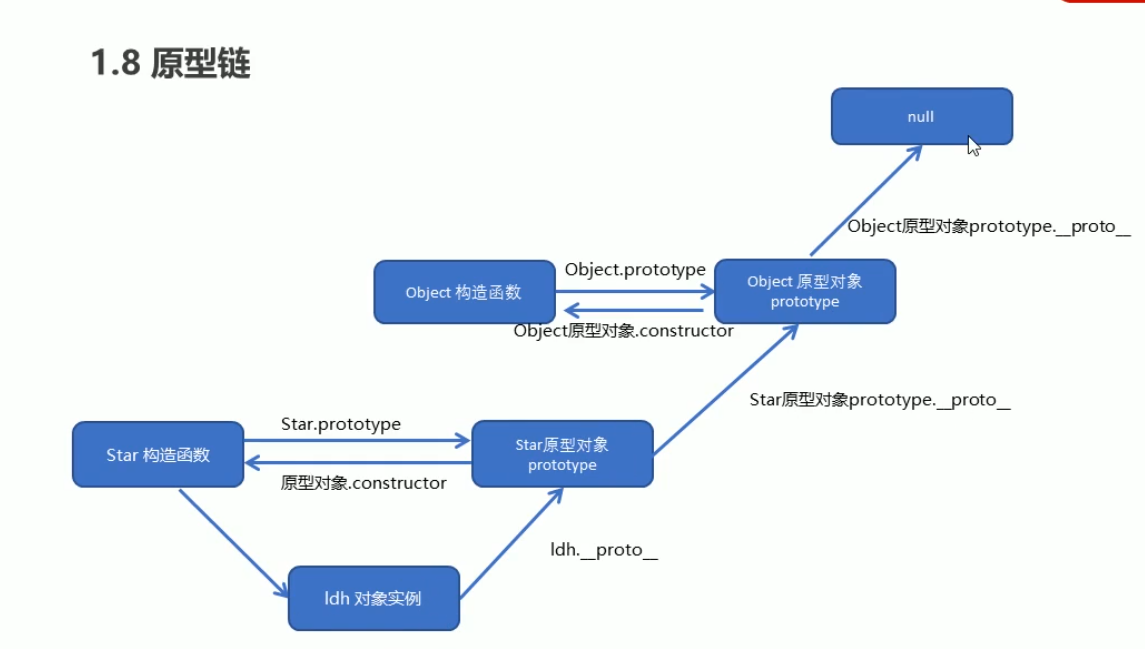 1.8 原型链
null
Object原型对象prototype.__proto__
Object.prototype
Object 构造函数
Object 原型对象
prototype
Object原型对象.constructor
Star原型对象prototype.__proto__
Star.prototype
Star 构造函数
Star原型对象
prototype
原型对象.constructor
ldh.__proto__
ldh 对象实例